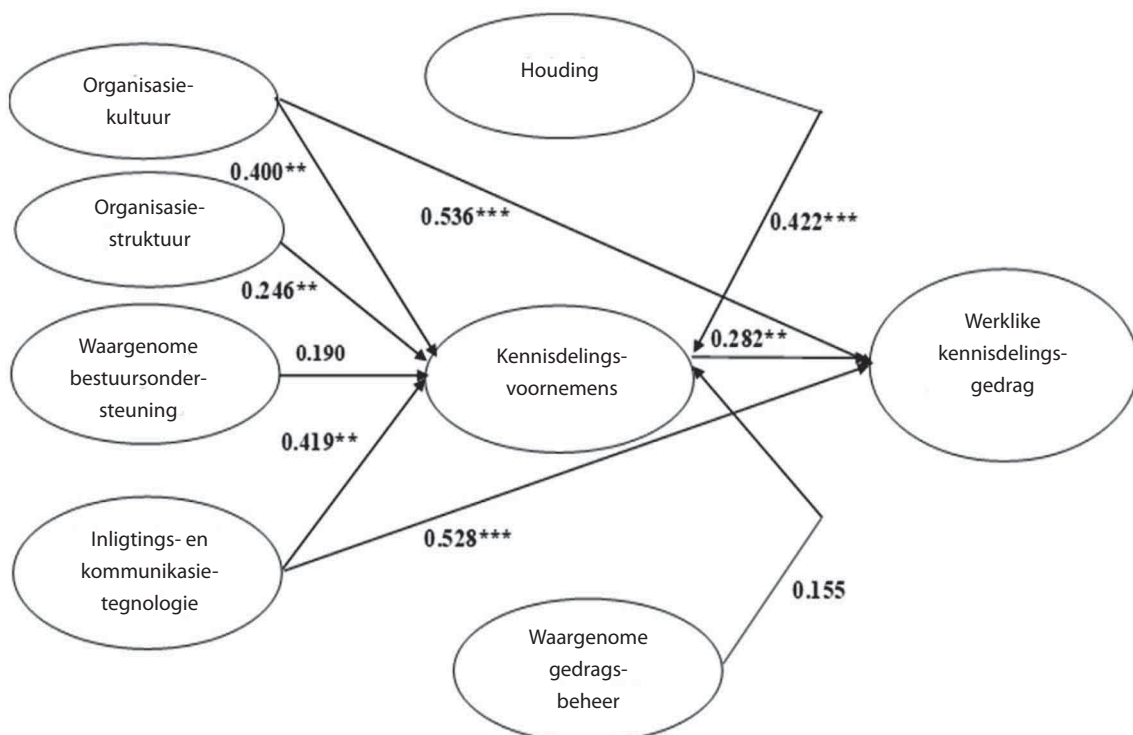 Organisasie-
kultuur
Houding
0.400**
Organisasie-
struktuur
0.536***
0.422***
0.246**
Waargenome
bestuursonder-
steuning
0.190
Kennisdelings-
voornemens
0.282**
Werklike
kennisdelings-
gedrag
0.419**
Inligtings- en
kommunikasie-
tegnologie
0.528***
0.155
Waargenome
gedrags-
beheer